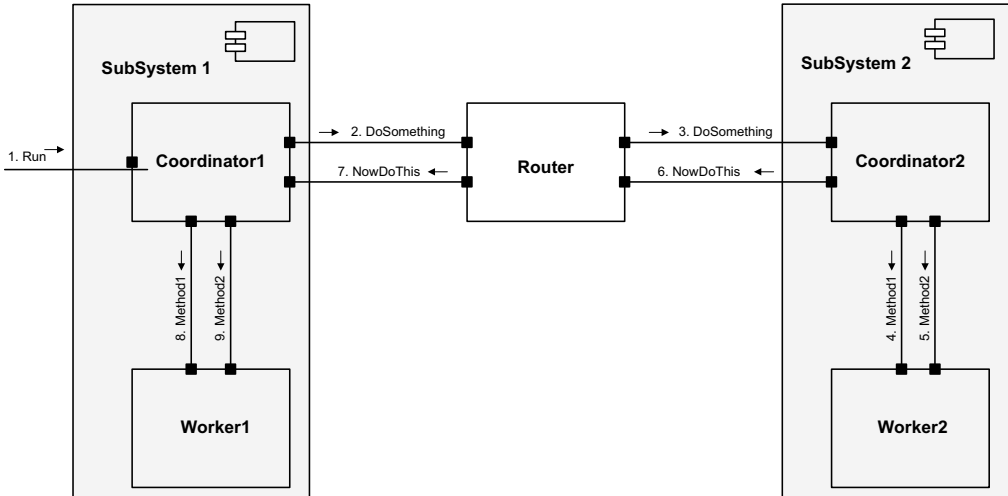 SubSystem 1
SubSystem 2
1. Run
Coordinator1
2. DoSomething
7. NowDoThis
Router
3. DoSomething
6. NowDoThis
Coordinator2
8. Method1
9. Method2
4. Method1
5. Method2
Worker1
Worker2